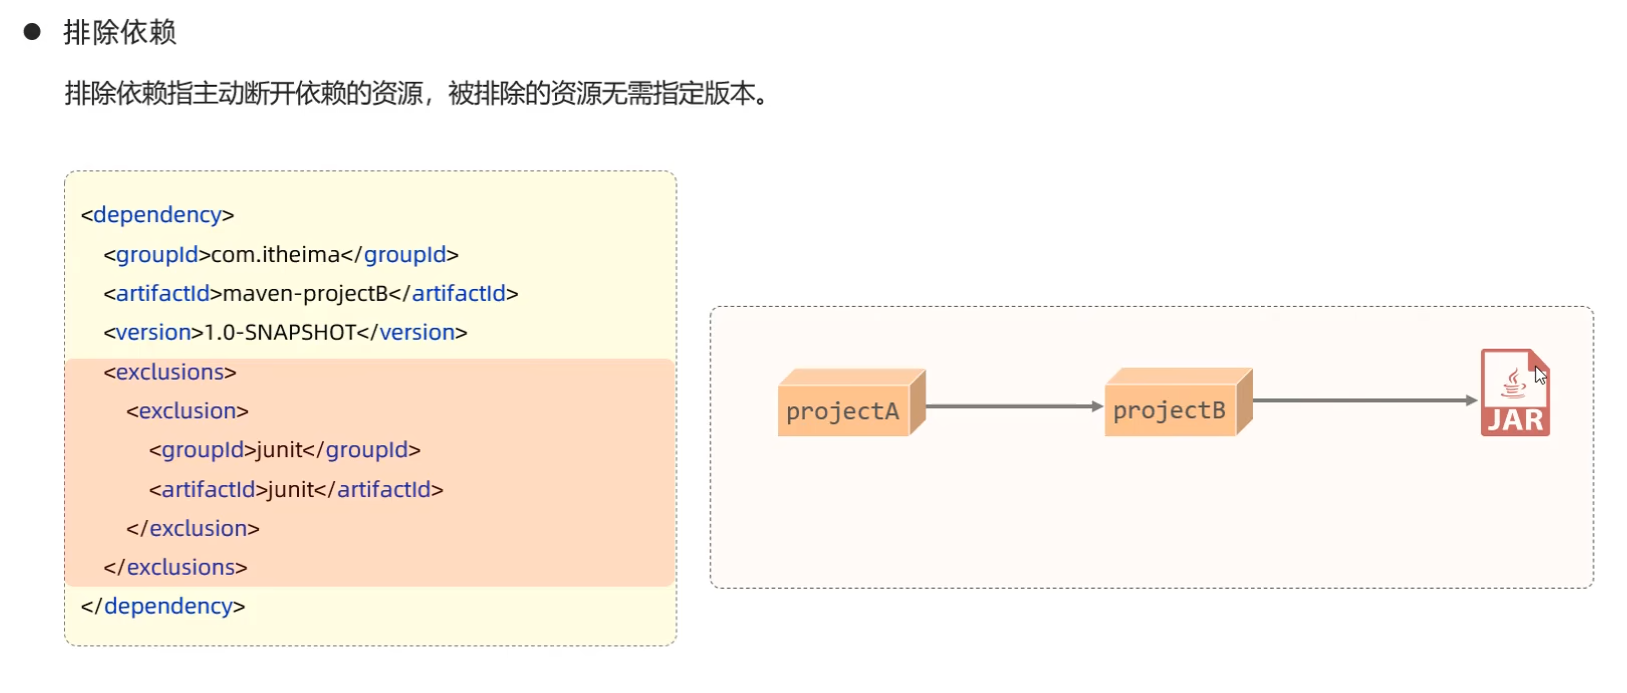 排除依赖
排除依赖指主动断开依赖的资源，被排除的资源无需指定版本。
<dependency>
<groupId>com.itheima</groupId>
<artifactId>maven-projectB</artifactId>
<version>1.0-SNAPSHOT</version>
<exclusions>
<exclusion>
<groupId>junit</groupId>
<artifactId>junit</artifactId>
</exclusion>
</exclusions>
</dependency>
projectA
projectB
JAR